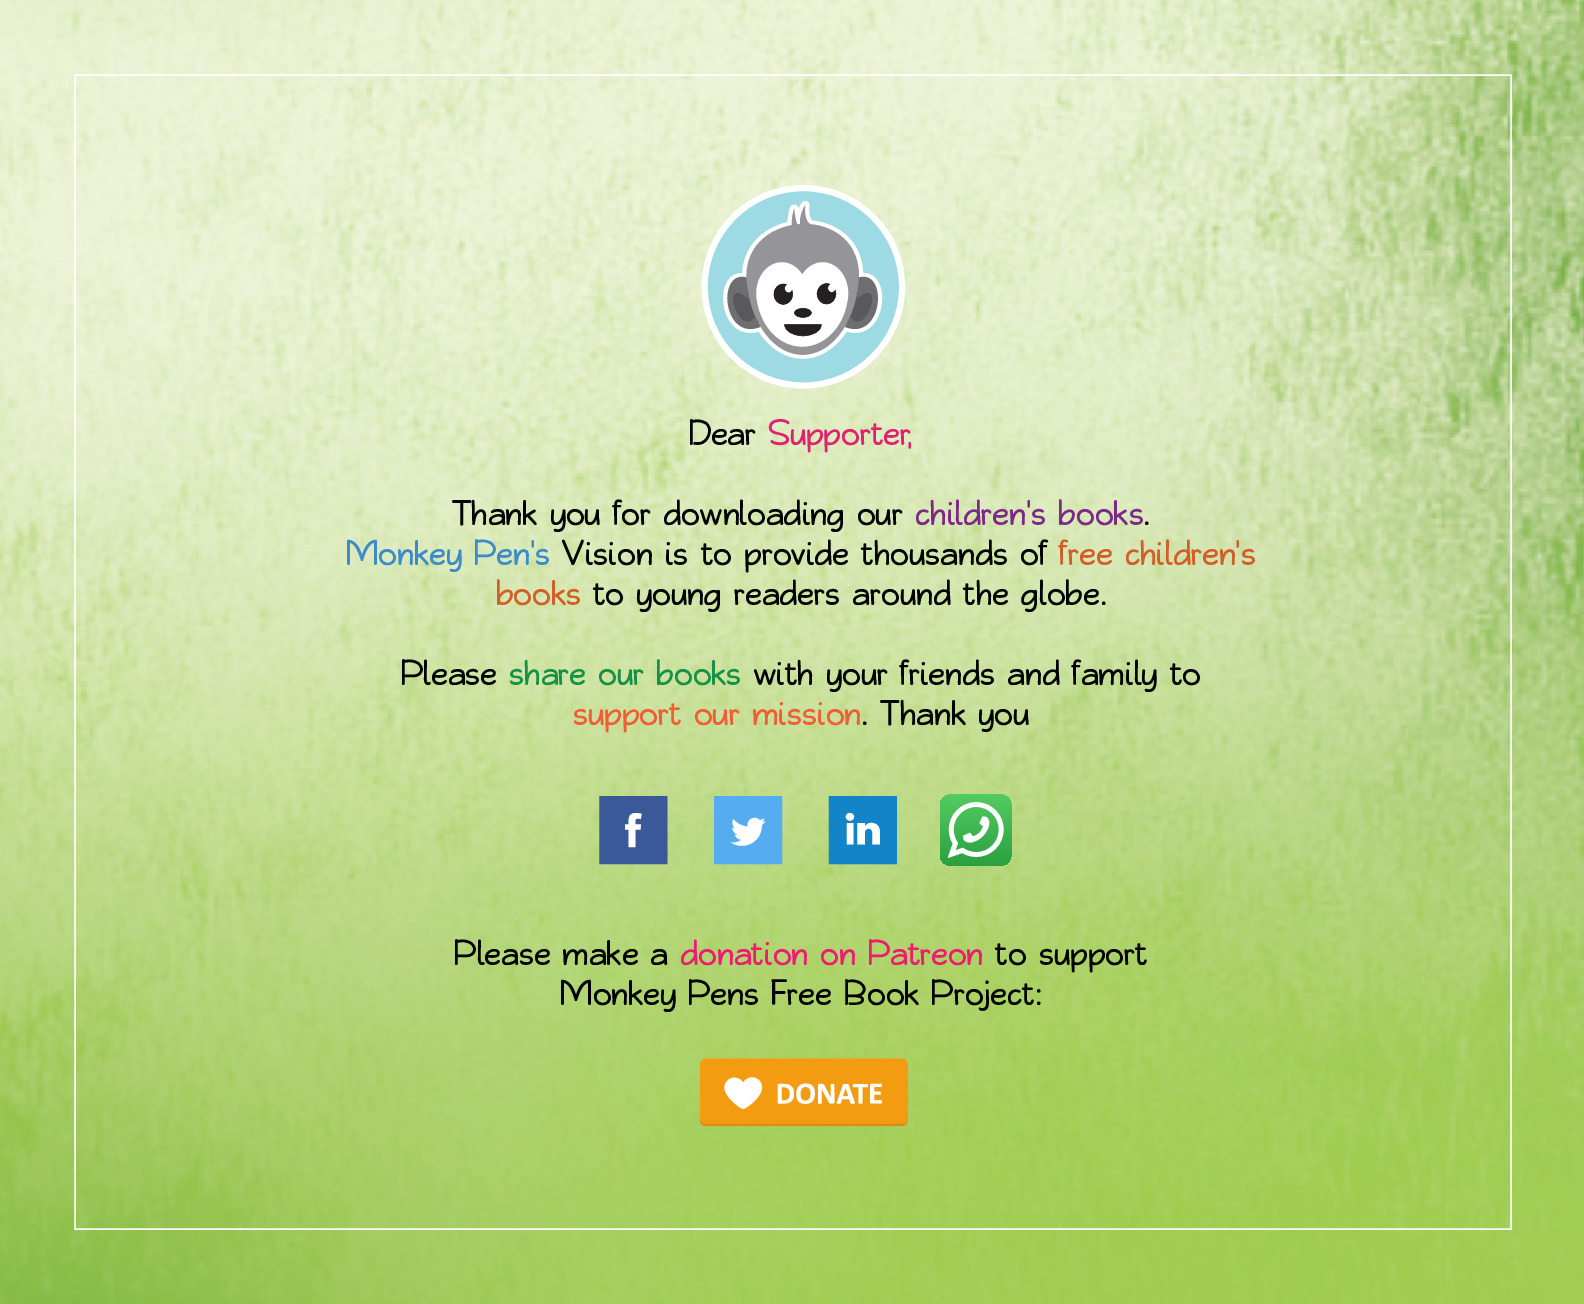 Dear Supporter,
Thank you for downloading our children's books.
Monkey Pen's Vision is to provide thousands of free children's
books to young readers around the globe.
Please share our books with your friends and family to
support our mission. Thank you
f
in
Please make a donation on Patreon to support
Monkey Pens Free Book Project:
DONATE